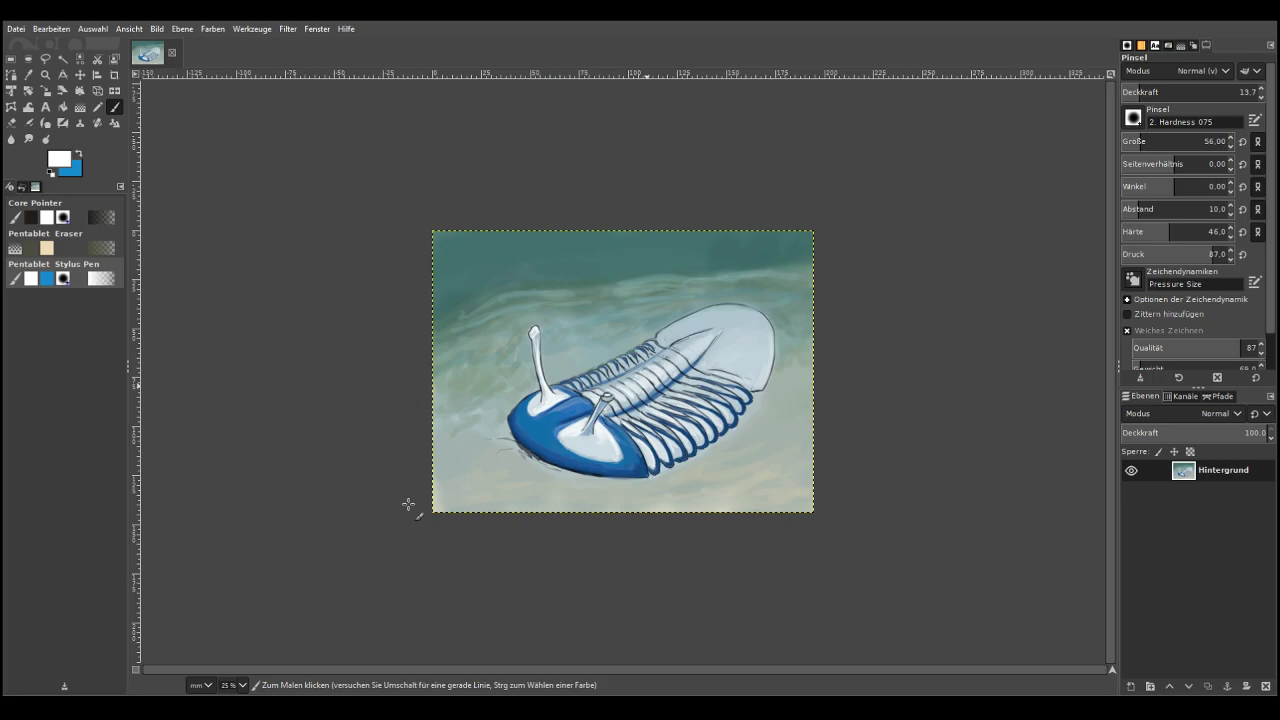 Datei Bearbeiten Auswahl Ansicht Bild Ebene Farben Werkzeuge Filter Fenster Hilfe
Core Pointer
Pentablet Eraser
Pentablet Stylus Pen
Pinsel
Modus Normal (v)
Deckkraft 13,7
Pinsel
2. Hardness 075
Größe 56,00
Seitenverhältnis 0,00
Winkel 0,00
Abstand 10,0
Härte 46,0
Druck 87,0
Zeichendynamiken
Pressure Size
Optionen der Zeichendynamik
Zittern hinzufügen
Weiches Zeichnen
Qualität 87
Ebenen Kanäle Pfade
Modus Normal
Deckkraft 100,0
Sperre:
Hintergrund
mm 25 % Zum Malen klicken (versuchen Sie Umschalt für eine gerade Linie, Strg zum Wählen einer Farbe)